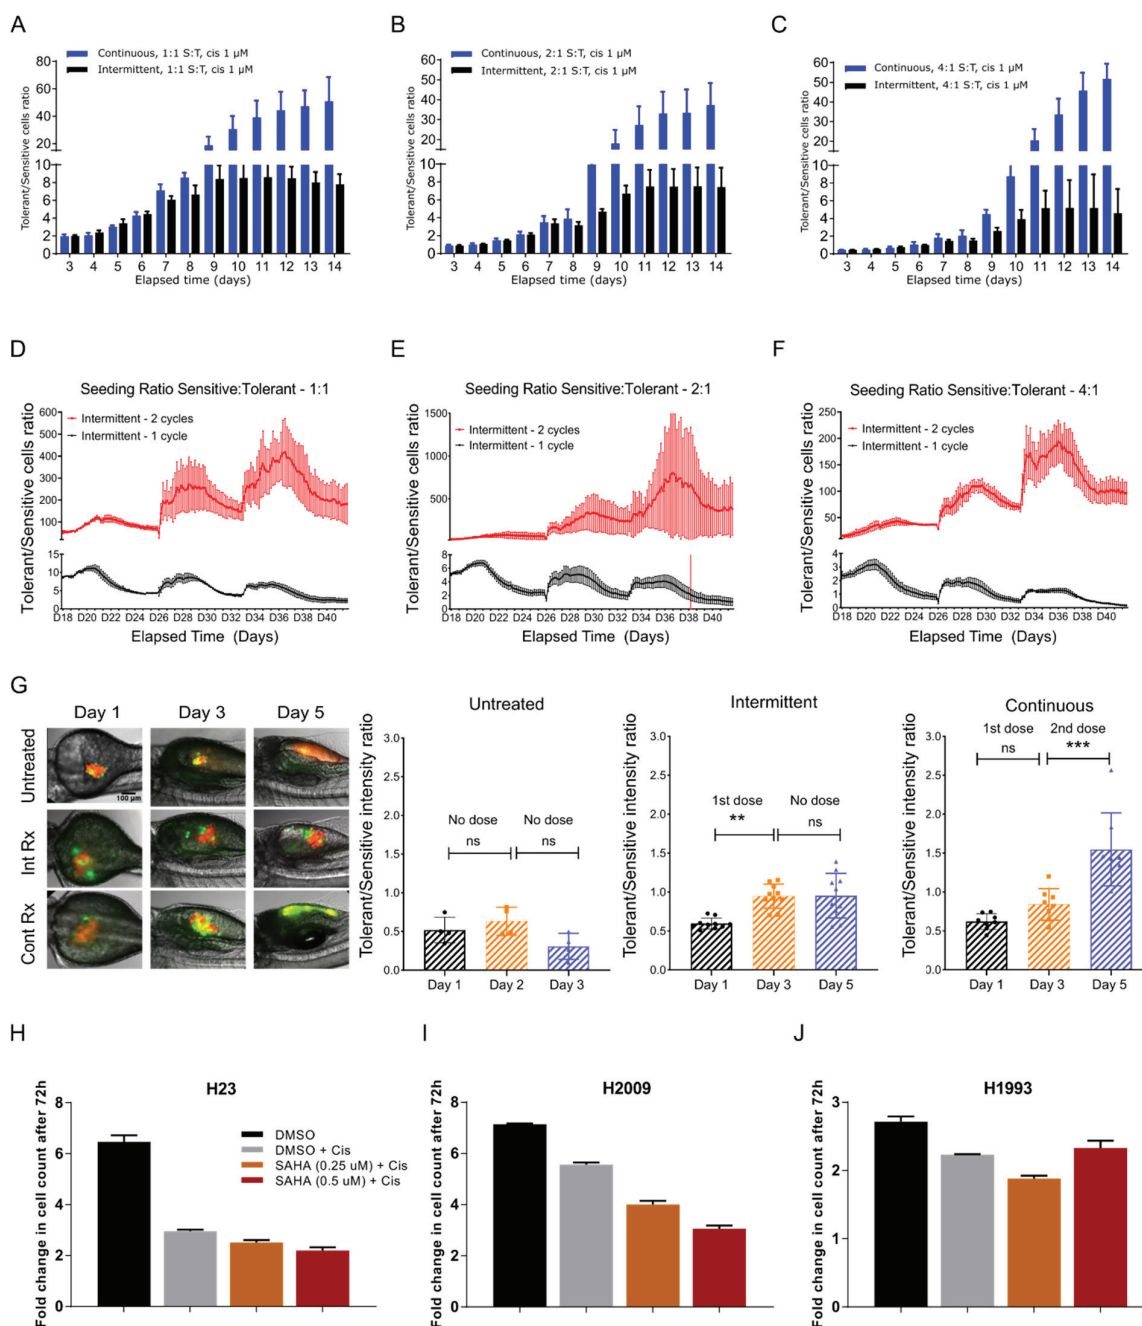 A
Continuous, 1:1 S:T, cis 1 µM
Intermittent, 1:1 S:T, cis 1 µM
Tolerant/Sensitive cells ratio
80
60
40
20
10
8
6
4
2
0
3 4 5 6 7 8 9 10 11 12 13 14
Elapsed time (days)
B
Continuous, 2:1 S:T, cis 1 µM
Intermittent, 2:1 S:T, cis 1 µM
Tolerant/Sensitive cells ratio
60
50
40
30
20
10
8
6
4
2
0
3 4 5 6 7 8 9 10 11 12 13 14
Elapsed time (days)
C
Continuous, 4:1 S:T, cis 1 µM
Intermittent, 4:1 S:T, cis 1 µM
Tolerant/Sensitive cells ratio
60
50
40
30
20
10
8
6
4
2
0
3 4 5 6 7 8 9 10 11 12 13 14
Elapsed time (days)
D
Seeding Ratio Sensitive:Tolerant - 1:1
Intermittent - 2 cycles
Intermittent - 1 cycle
Tolerant/Sensitive cells ratio
600
500
400
300
200
100
15
10
5
0
D18 D20 D22 D24 D26 D28 D30 D32 D34 D36 D38 D40
Elapsed Time (Days)
E
Seeding Ratio Sensitive:Tolerant - 2:1
Intermittent - 2 cycles
Intermittent - 1 cycle
Tolerant/Sensitive cells ratio
1500
1000
500
8
6
4
2
0
D18 D20 D22 D24 D26 D28 D30 D32 D34 D36 D38 D40
Elapsed Time (Days)
F
Seeding Ratio Sensitive:Tolerant - 4:1
Intermittent - 2 cycles
Intermittent - 1 cycle
Tolerant/Sensitive cells ratio
250
200
150
100
50
4
3
2
1
0
D18 D20 D22 D24 D26 D28 D30 D32 D34 D36 D38 D40
Elapsed Time (Days)
G
Day 1 Day 3 Day 5
Untreated
Int Rx
Cont Rx
100 µm
Untreated
Tolerant/Sensitive intensity ratio
3.0
2.5
2.0
1.5
1.0
0.5
0.0
No dose No dose
ns ns
Day 1 Day 2 Day 3
Intermittent
Tolerant/Sensitive intensity ratio
3.0
2.5
2.0
1.5
1.0
0.5
0.0
1st dose No dose
** ns
Day 1 Day 3 Day 5
Continuous
Tolerant/Sensitive intensity ratio
3.0
2.5
2.0
1.5
1.0
0.5
0.0
1st dose 2nd dose
ns ***
Day 1 Day 3 Day 5
H
H23
Fold change in cell count after 72h
8
6
4
2
0
DMSO
DMSO + Cis
SAHA (0.25 uM) + Cis
SAHA (0.5 uM) + Cis
I
H2009
Fold change in cell count after 72h
8
6
4
2
0
J
H1993
Fold change in cell count after 72h
3
2
1
0